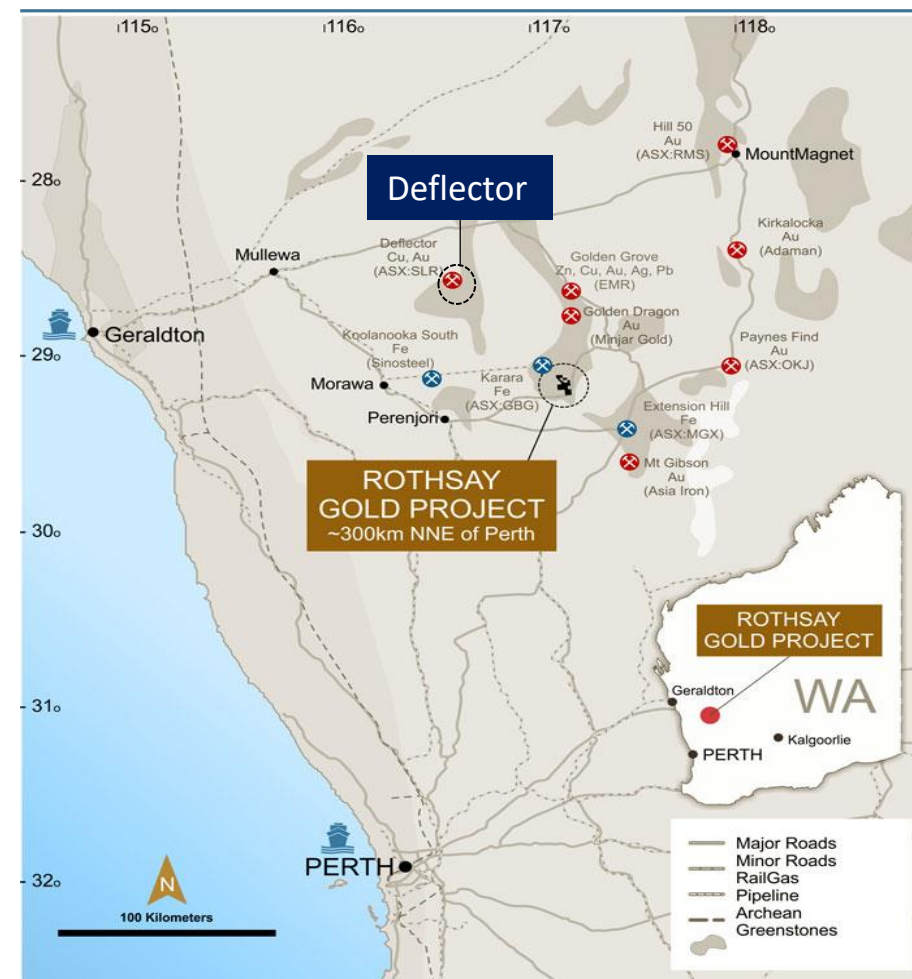 115o
116o
117o
118o
28o
29o
30o
31o
32o
Hill 50
Au
(ASX:RMS)
MountMagnet
Deflector
Kirkalocka
Au
(Adaman)
Mullewa
Deflector
Cu, Au
(ASX:SLR)
Golden Grove
Zn, Cu, Au, Ag, Pb
(EMR)
Golden Dragon
Au
(Minjar Gold)
Geraldton
Koolanooka South
Fe
(Sinosteel)
Paynes Find
Au
(ASX:OKJ)
Morawa
Karara
Fe
(ASX:GBG)
Perenjori
Extension Hill
Fe
(ASX:MGX)
Mt Gibson
Au
(Asia Iron)
ROTHSAY
GOLD PROJECT
~300km NNE of Perth
ROTHSAY
GOLD PROJECT
Geraldton
WA
Kalgoorlie
PERTH
PERTH
N
100 Kilometers
Major Roads
Minor Roads
RailGas
Pipeline
Archean
Greenstones